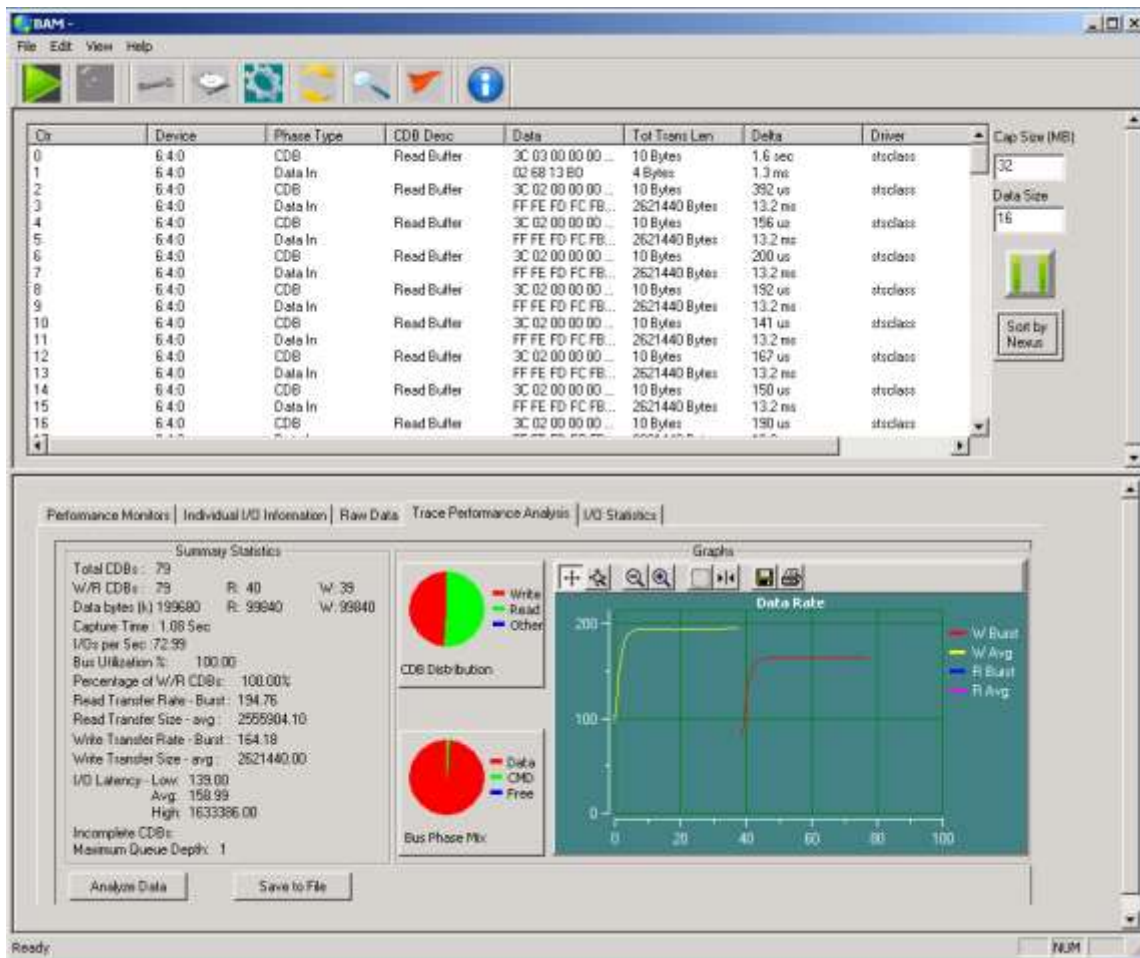 BAM -
File Edit View Help
Ctr Device Phase Type CDB Desc Data Tot Trans Len Delta Driver
0 6:4:0 CDB Read Buffer 3C 03 00 00 00 ... 10 Bytes 1.6 sec stsclass
1 6:4:0 Data In 02 68 13 B0 4 Bytes 1.3 ms
2 6:4:0 CDB Read Buffer 3C 02 00 00 00 ... 10 Bytes 392 us stsclass
3 6:4:0 Data In FF FE FD FC FB... 2621440 Bytes 13.2 ms
4 6:4:0 CDB Read Buffer 3C 02 00 00 00 ... 10 Bytes 156 us stsclass
5 6:4:0 Data In FF FE FD FC FB... 2621440 Bytes 13.2 ms
6 6:4:0 CDB Read Buffer 3C 02 00 00 00 ... 10 Bytes 200 us stsclass
7 6:4:0 Data In FF FE FD FC FB... 2621440 Bytes 13.2 ms
8 6:4:0 CDB Read Buffer 3C 02 00 00 00 ... 10 Bytes 192 us stsclass
9 6:4:0 Data In FF FE FD FC FB... 2621440 Bytes 13.2 ms
10 6:4:0 CDB Read Buffer 3C 02 00 00 00 ... 10 Bytes 141 us stsclass
11 6:4:0 Data In FF FE FD FC FB... 2621440 Bytes 13.2 ms
12 6:4:0 CDB Read Buffer 3C 02 00 00 00 ... 10 Bytes 167 us stsclass
13 6:4:0 Data In FF FE FD FC FB... 2621440 Bytes 13.2 ms
14 6:4:0 CDB Read Buffer 3C 02 00 00 00 ... 10 Bytes 150 us stsclass
15 6:4:0 Data In FF FE FD FC FB... 2621440 Bytes 13.2 ms
16 6:4:0 CDB Read Buffer 3C 02 00 00 00 ... 10 Bytes 190 us stsclass
Cap Size (MB)
32
Data Size
16
Sort by
Nexus
Performance Monitors Individual I/O Information Raw Data Trace Performance Analysis I/O Statistics
Summary Statistics
Total CDBs : 79
W/R CDBs : 79 R: 40 W: 39
Data bytes (k) 199680 R: 99840 W: 99840
Capture Time : 1.08 Sec
I/Os per Sec :72.99
Bus Utilization %: 100.00
Percentage of W/R CDBs: 100.00%
Read Transfer Rate - Burst : 194.76
Read Transfer Size - avg : 2555904.10
Write Transfer Rate - Burst : 164.18
Write Transfer Size - avg : 2621440.00
I/O Latency - Low: 139.00
Avg: 158.99
High: 1633386.00
Incomplete CDBs:
Maximum Queue Depth: 1
Graphs
Write
Read
Other
CDB Distribution
Data
CMD
Free
Bus Phase Mix
Data Rate
200
100
0
0 20 40 60 80 100
W Burst
W Avg
R Burst
R Avg
Analyze Data Save to File
Ready NUM